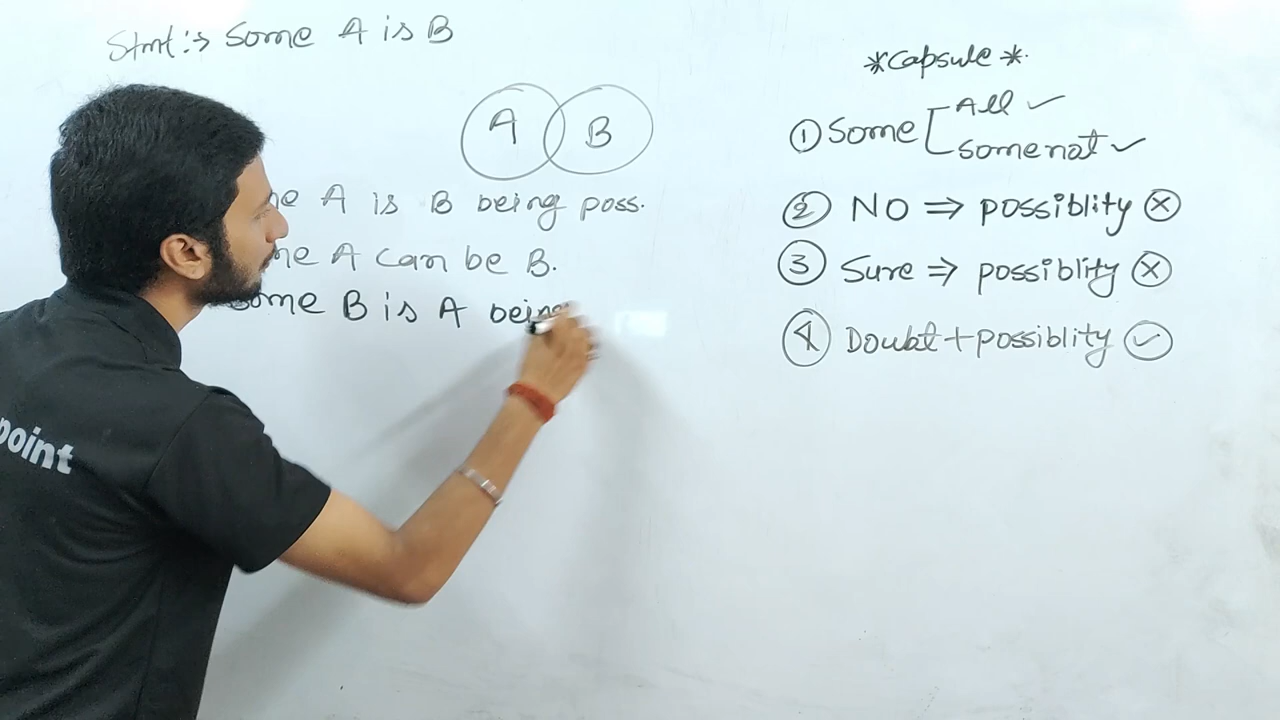 Stmt:→ Some A is B
A B
me A is B being poss.
me A can be B.
Some B is A being
*Capsule*
① Some [ All ✓
Some not ✓
② NO ⇒ possiblity ⓧ
③ Sure ⇒ possiblity ⓧ
④ Doubt + possiblity ✓
point